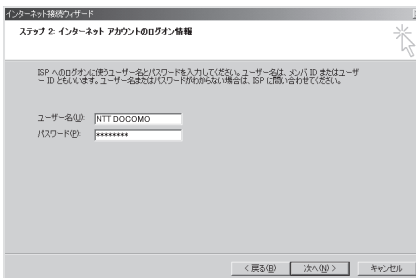 インターネット接続ウィザード
ステップ 2: インターネット アカウントのログオン情報
ISP へのログオンに使うユーザー名とパスワードを入力してください。ユーザー名は、メンバ ID またはユーザ
ー ID ともいいます。ユーザー名またはパスワードがわからない場合は、ISP に問い合わせてください。
ユーザー名(U): NTT DOCOMO
パスワード(P): ********
< 戻る(B) 次へ(N) > キャンセル